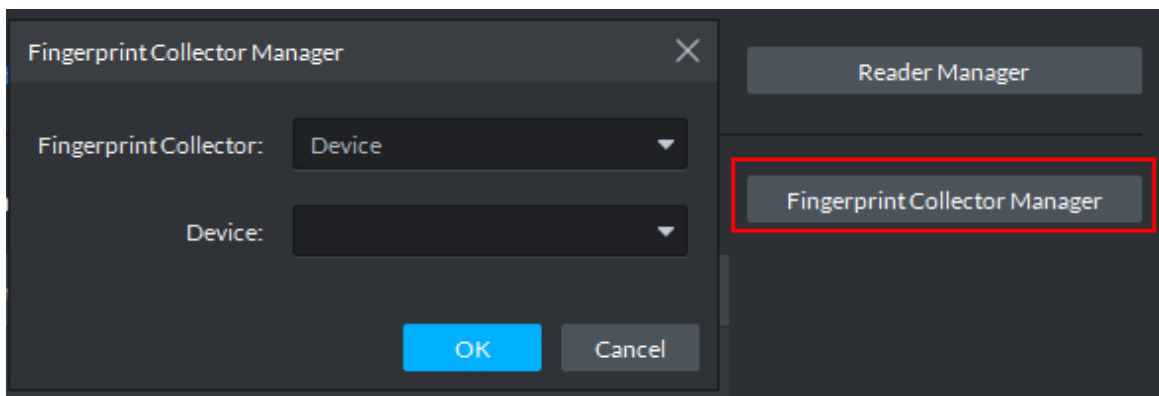 Fingerprint Collector Manager
Fingerprint Collector: Device
Device:
OK Cancel
Reader Manager
Fingerprint Collector Manager